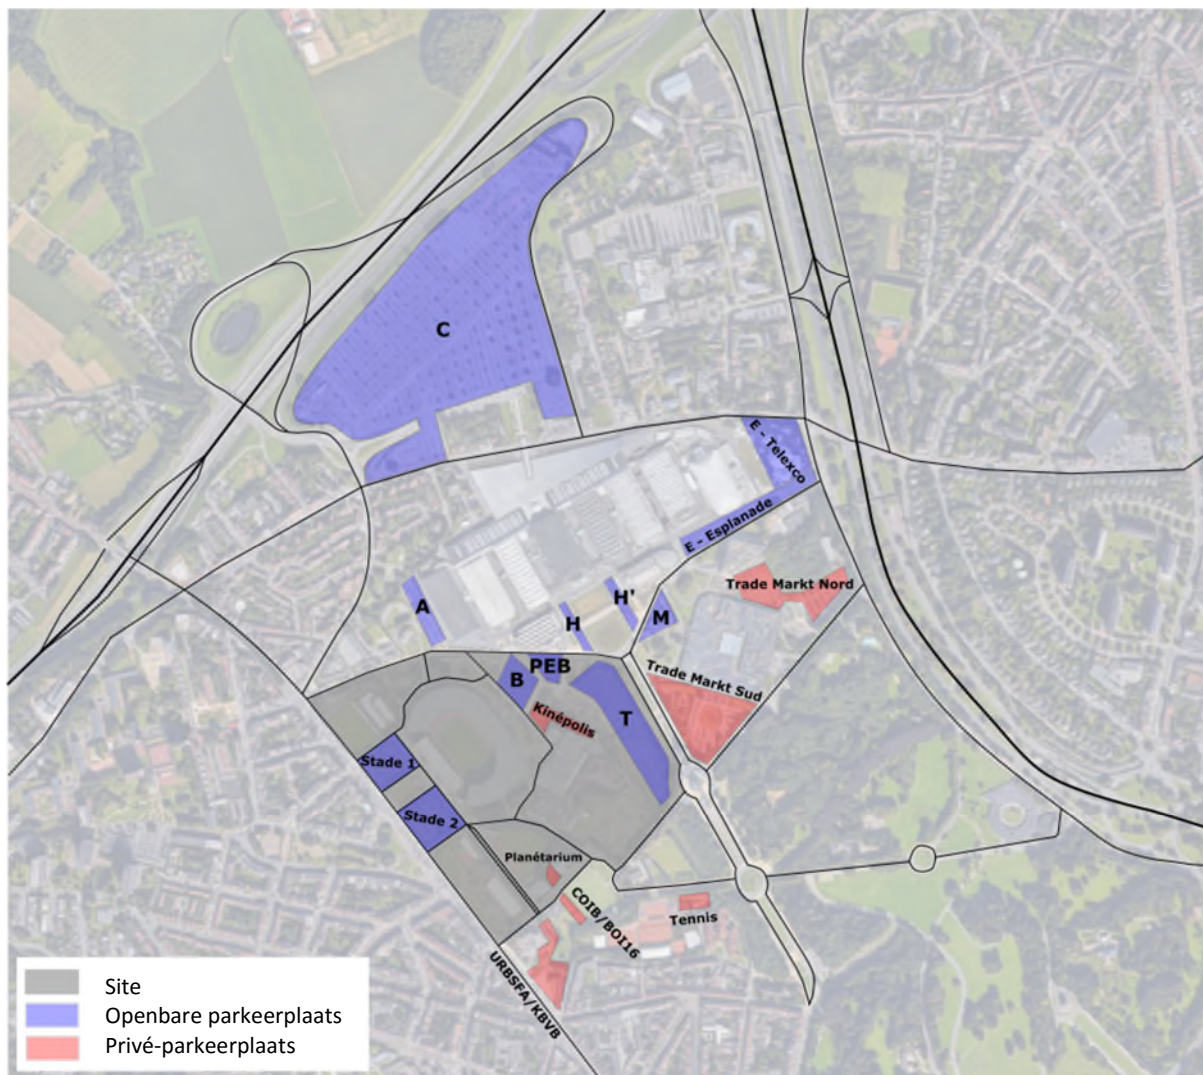 C
E - Telexco
E - Esplanade
Trade Markt Nord
A
H'
H
M
PEB
B
Trade Markt Sud
Kinépolis
T
Stade 1
Stade 2
Planétarium
COIB/BOI16
Tennis
URBSFA/KBVB
Site
Openbare parkeerplaats
Privé-parkeerplaats